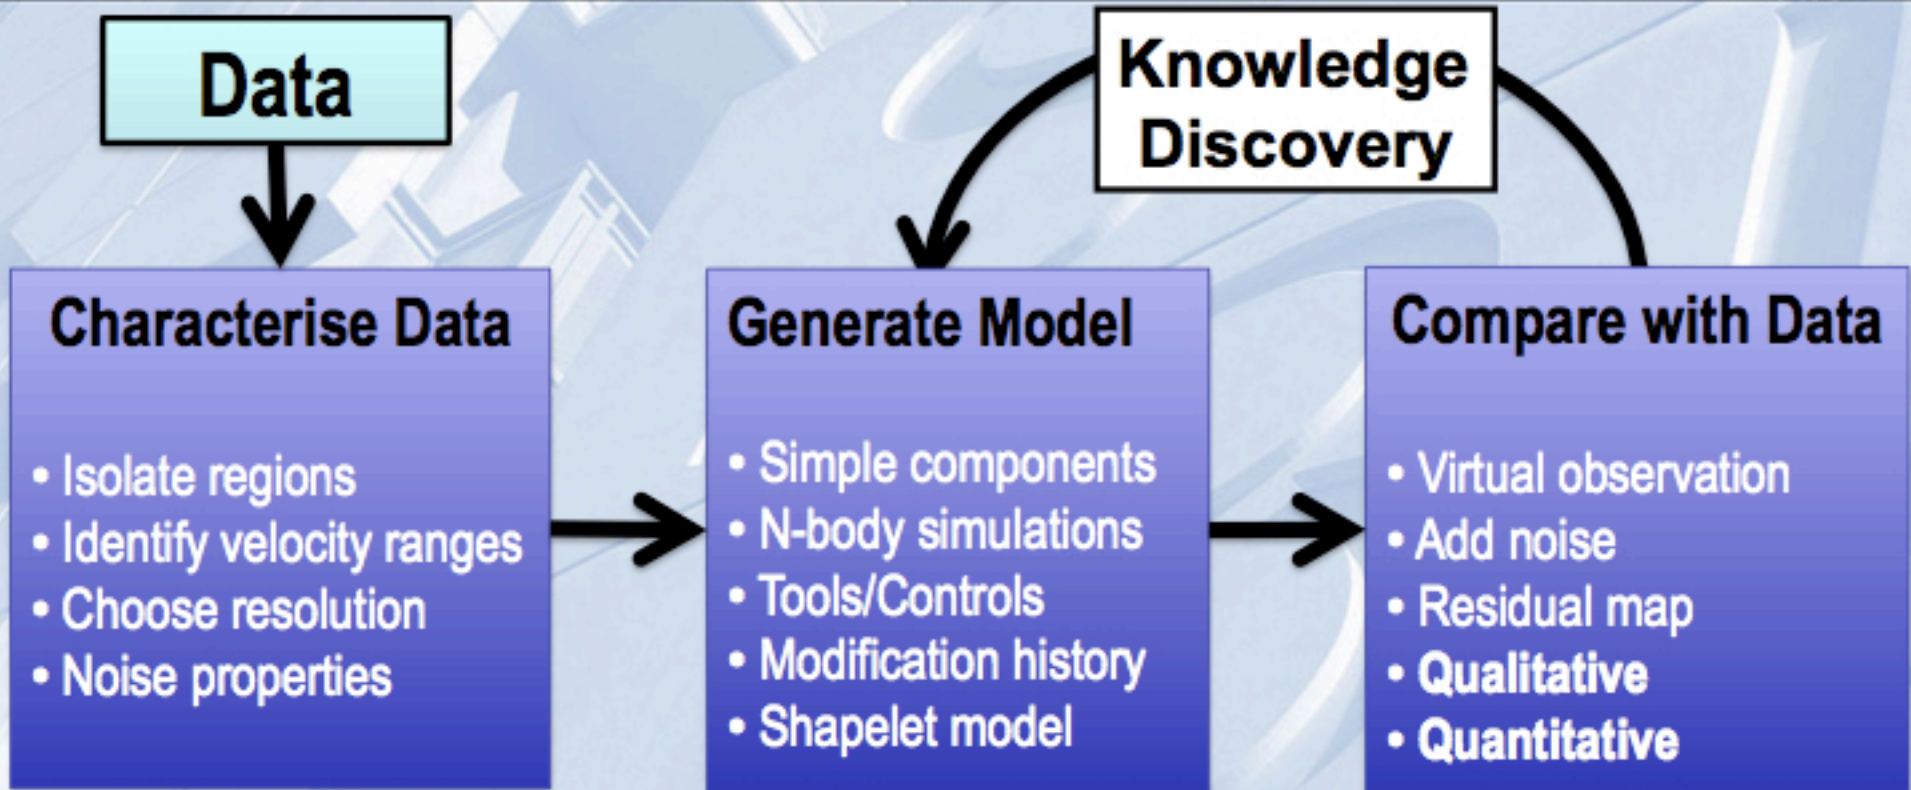 Data
Knowledge
Discovery
Characterise Data
• Isolate regions
• Identify velocity ranges
• Choose resolution
• Noise properties
Generate Model
• Simple components
• N-body simulations
• Tools/Controls
• Modification history
• Shapelet model
Compare with Data
• Virtual observation
• Add noise
• Residual map
• Qualitative
• Quantitative